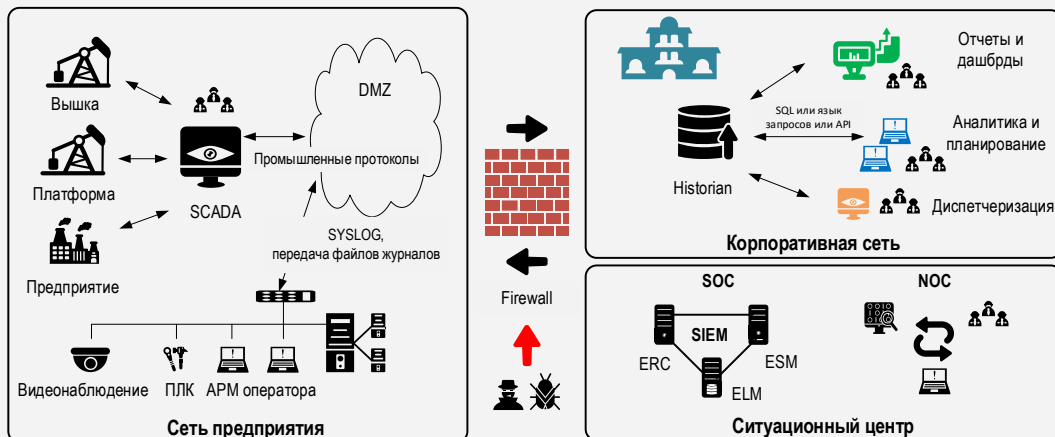 Вышка
Платформа
Предприятие
SCADA
DMZ
Промышленные протоколы
SYSLOG,
передача файлов журналов
Видеонаблюдение
ПЛК
АРМ оператора
Сеть предприятия
Firewall
Historian
SQL или язык
запросов или API
Отчеты и
дашбрды
Аналитика и
планирование
Диспетчеризация
Корпоративная сеть
SOC
NOC
SIEM
ERC
ESM
ELM
Ситуационный центр